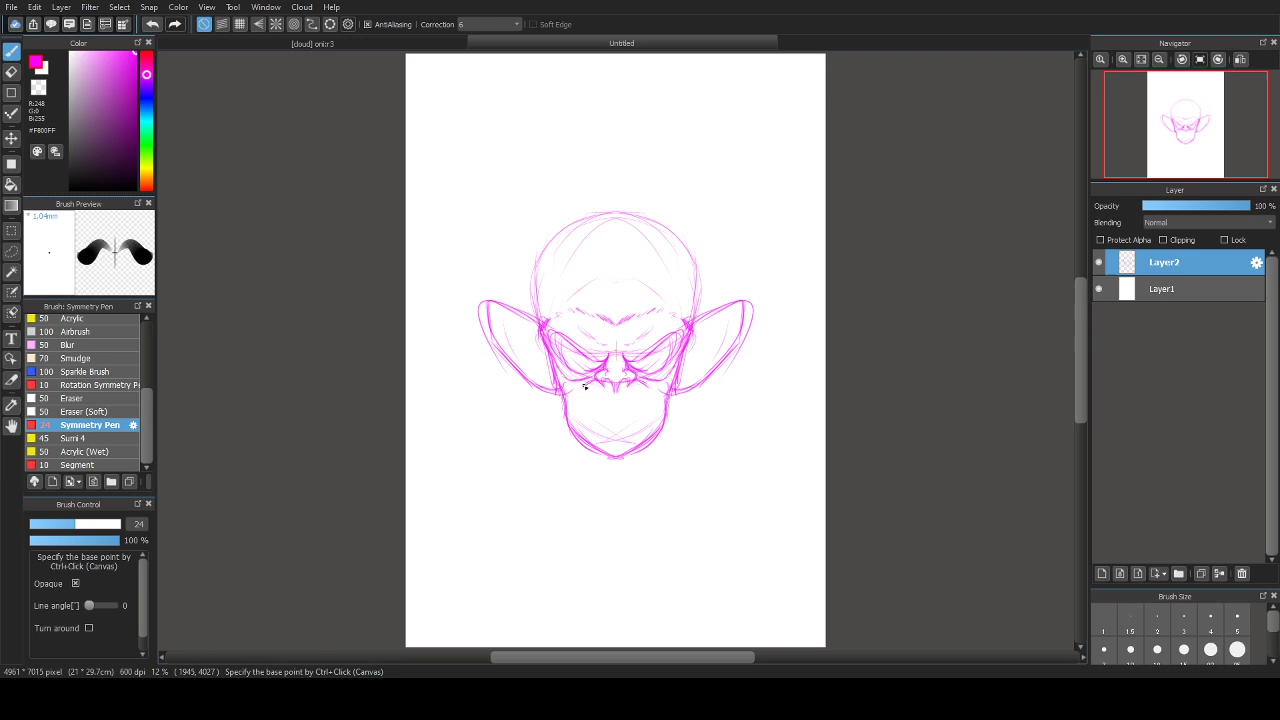 File Edit Layer Filter Select Snap Color View Tool Window Cloud Help
AntiAliasing Correction 6 Soft Edge
Color
[cloud] oni:r3
Untitled
Navigator
R:248
G:0
B:255
#F800FF
Brush Preview
* 1.04mm
Layer
Opacity 100 %
Blending Normal
Protect Alpha Clipping Lock
Layer2
Layer1
Brush: Symmetry Pen
50 Acrylic
100 Airbrush
50 Blur
70 Smudge
100 Sparkle Brush
10 Rotation Symmetry Pe
50 Eraser
50 Eraser (Soft)
24 Symmetry Pen
45 Sumi 4
50 Acrylic (Wet)
10 Segment
Brush Control
24
100 %
Specify the base point by
Ctrl+Click (Canvas)
Opaque
Line angle[°] 0
Turn around
Brush Size
1 1.5 2 3 4 5
7 10 15
4961 * 7015 pixel (21 * 29.7cm) 600 dpi 12 % ( 1945, 4027 ) Specify the base point by Ctrl+Click (Canvas)